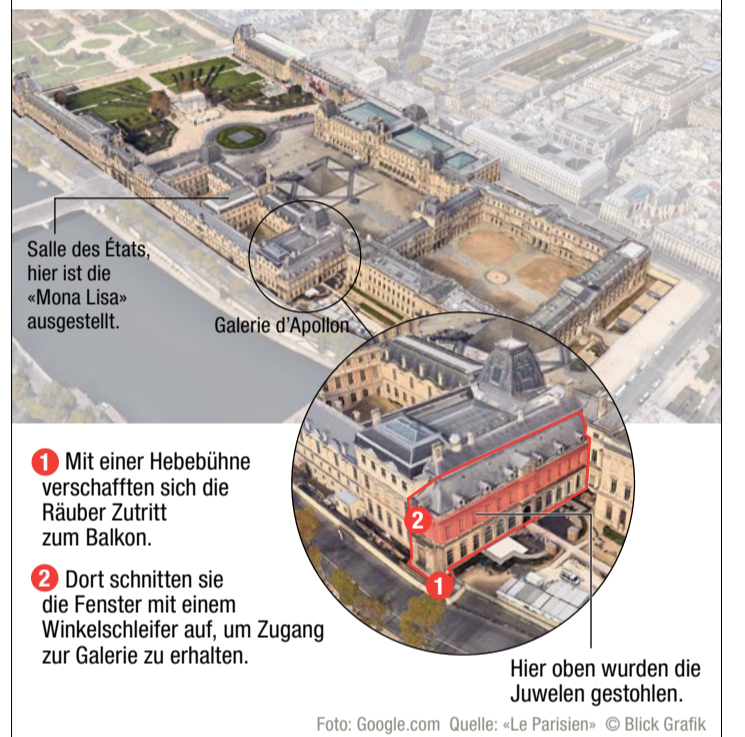 Salle des États,
hier ist die
«Mona Lisa»
ausgestellt.
Galerie d’Apollon
1 Mit einer Hebebühne
verschafften sich die
Räuber Zutritt
zum Balkon.
2 Dort schnitten sie
die Fenster mit einem
Winkelschleifer auf, um Zugang
zur Galerie zu erhalten.
2
1
Hier oben wurden die
Juwelen gestohlen.
Foto: Google.com Quelle: «Le Parisien» © Blick Grafik